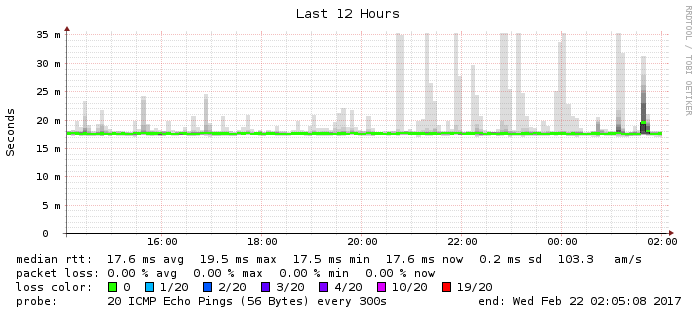 Last 12 Hours
RRDTOOL / TOBI OETIKER
Seconds
35 m
30 m
25 m
20 m
15 m
10 m
5 m
0
16:00 18:00 20:00 22:00 00:00 02:00
median rtt: 17.6 ms avg 19.5 ms max 17.5 ms min 17.6 ms now 0.2 ms sd 103.3 am/s
packet loss: 0.00 % avg 0.00 % max 0.00 % min 0.00 % now
loss color: 0 1/20 2/20 3/20 4/20 10/20 19/20
probe: 20 ICMP Echo Pings (56 Bytes) every 300s end: Wed Feb 22 02:05:08 2017